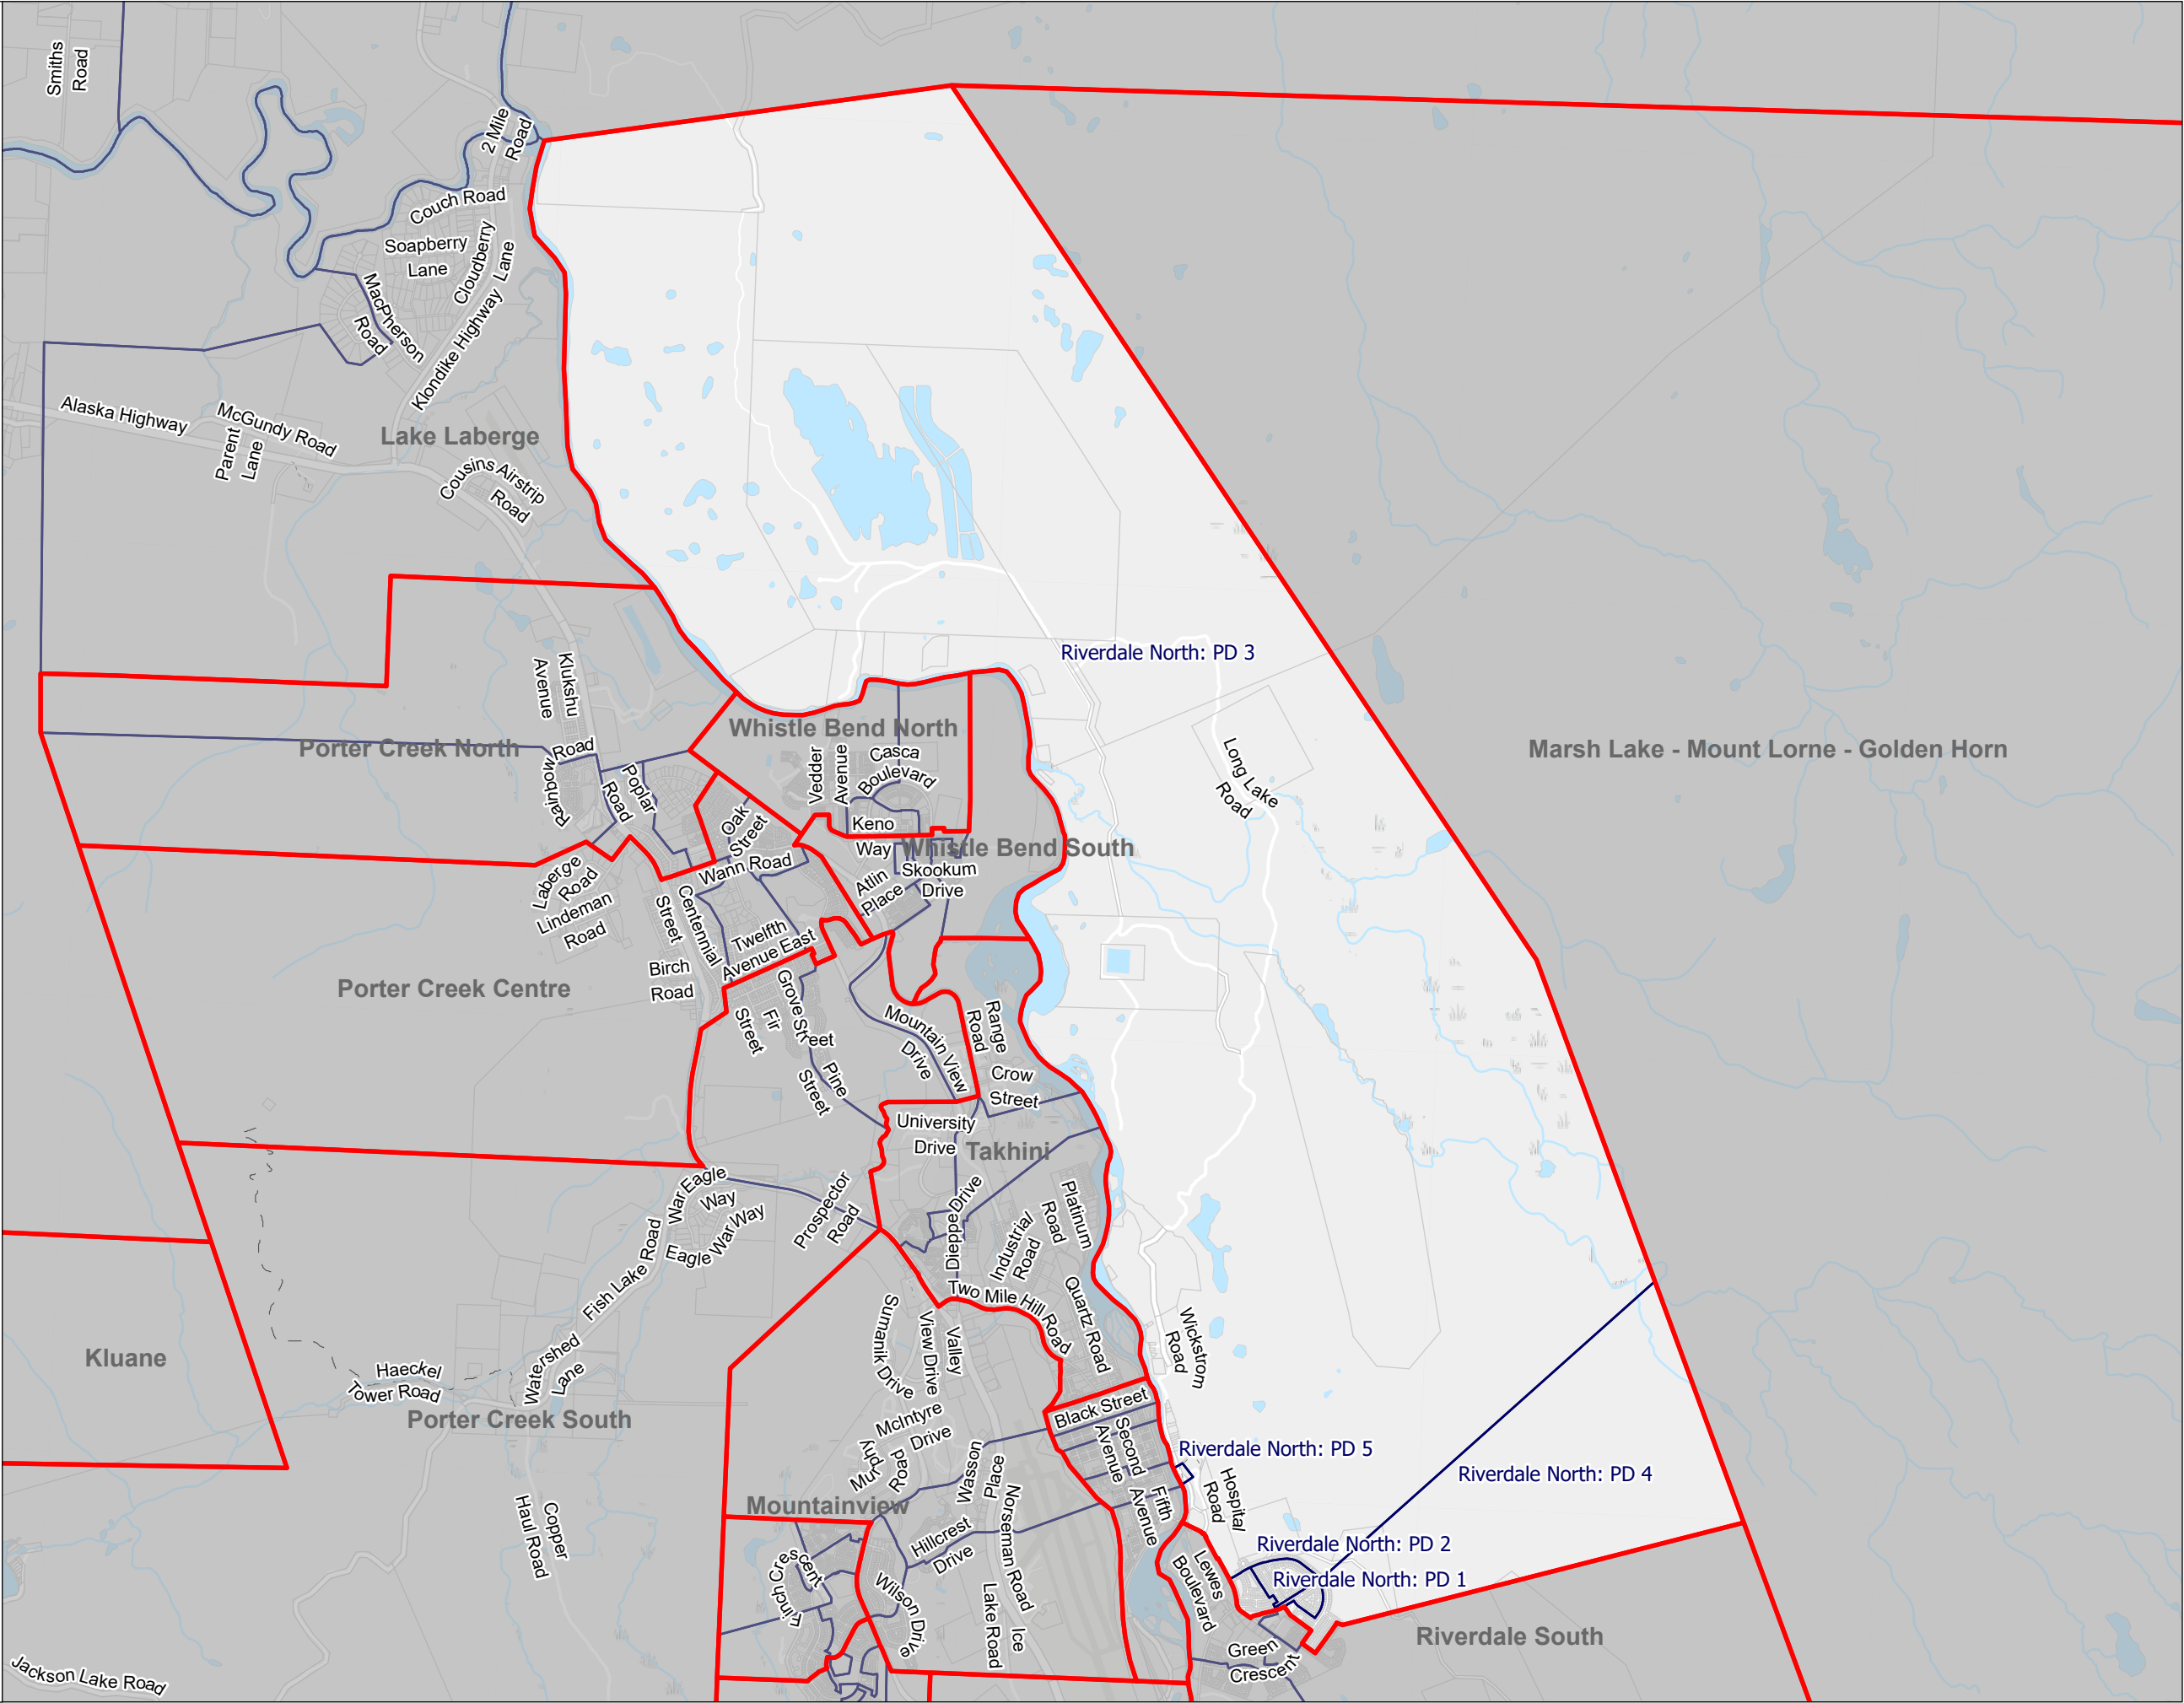 Smiths
Road
2 Mile
Road
Couch Road
Soapberry
Lane
Cloudberry
Lane
MacPherson
Road
Klondike Highway
Alaska Highway
McGundy Road
Parent
Lane
Lake Laberge
Cousins Airstrip
Road
Riverdale North: PD 3
Klukshu
Avenue
Porter Creek North
Road
Rainbow
Poplar
Road
Whistle Bend North
Vedder
Avenue
Casca
Boulevard
Keno
Way
Whistle Bend South
Skookum
Drive
Atlin
Place
Oak
Street
Wann Road
Long Lake
Road
Marsh Lake - Mount Lorne - Golden Horn
Laberge
Road
Lindeman
Road
Centennial
Street
Twelfth
Avenue East
Birch
Road
Porter Creek Centre
Grove Street
Fir
Street
Pine
Street
Mountain View
Drive
Range
Road
Crow
Street
University
Drive
Takhini
War Eagle
Way
Eagle War Way
Prospector
Road
Dieppe Drive
Industrial
Road
Platinum
Road
Fish Lake Road
Two Mile Hill Road
Quartz Road
Sumanik Drive
Valley
View Drive
Wickstrom
Road
Kluane
Haeckel
Tower Road
Watershed
Lane
Porter Creek South
McIntyre
Drive
Murphy
Road
Black Street
Second
Avenue
Wasson
Place
Riverdale North: PD 5
Riverdale North: PD 4
Hospital
Road
Fifth
Avenue
Mountainview
Copper
Haul Road
Hillcrest
Drive
Norseman Road
Riverdale North: PD 2
Riverdale North: PD 1
Finch Crescent
Wilson Drive
Ice
Lake Road
Lewes
Boulevard
Green
Crescent
Riverdale South
Jackson Lake Road